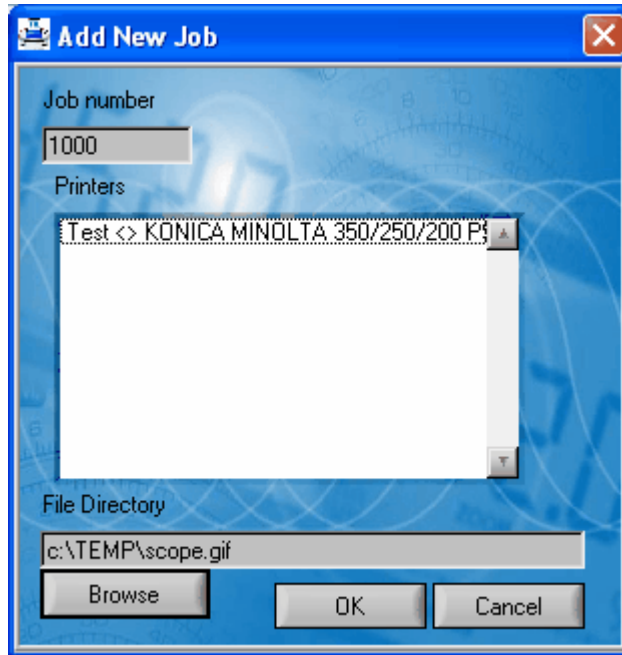 Add New Job
Job number
1000
Printers
Test <> KONICA MINOLTA 350/250/200 PS
File Directory
c:\TEMP\scope.gif
Browse
OK
Cancel